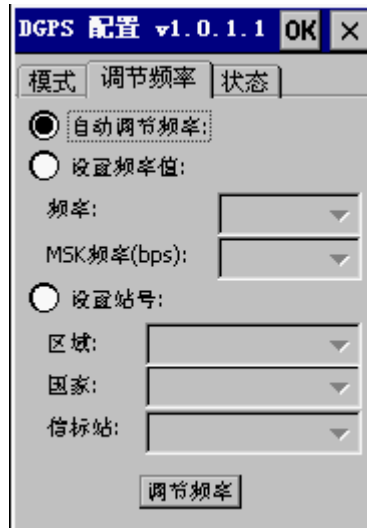 DGPS 配置 v1.0.1.1 OK ×
模式 调节频率 状态
自动调节频率:
设置频率值:
频率:
MSK频率(bps):
设置站号:
区域:
国家:
信标站:
调节频率